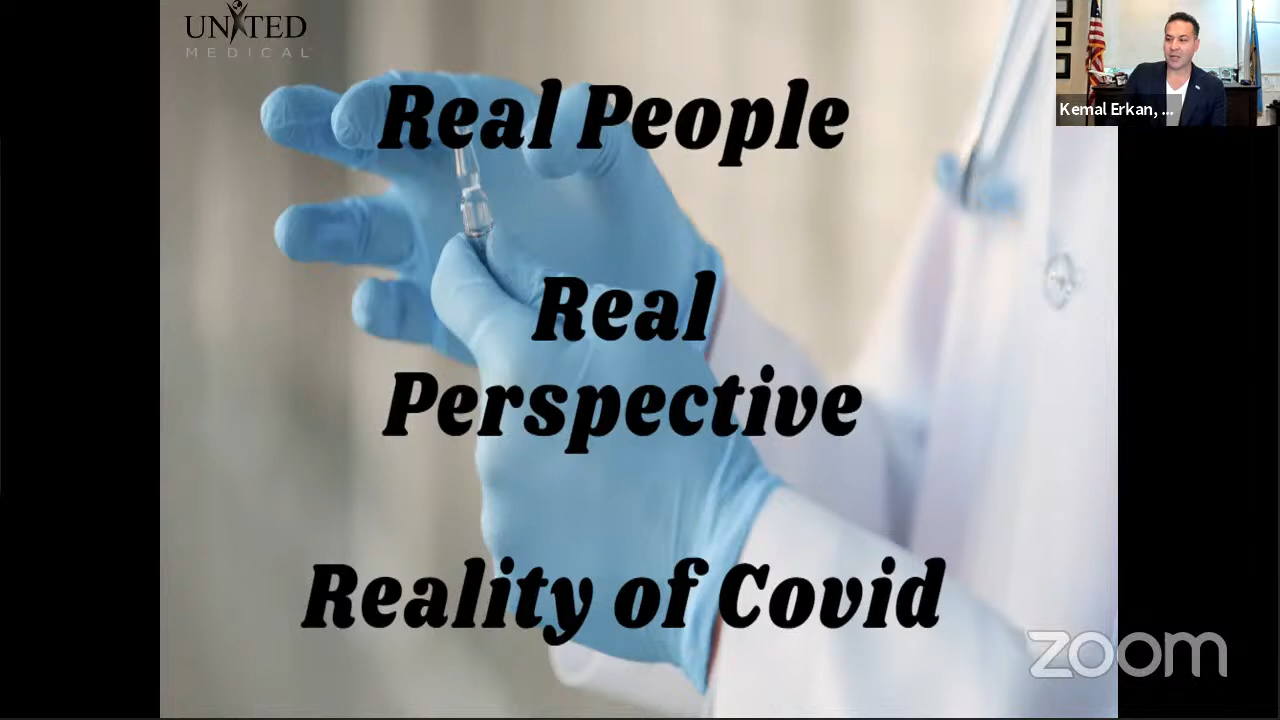 UNITED
MEDICAL
Kemal Erkan, ...
Real People
Real
Perspective
Reality of Covid
zoom